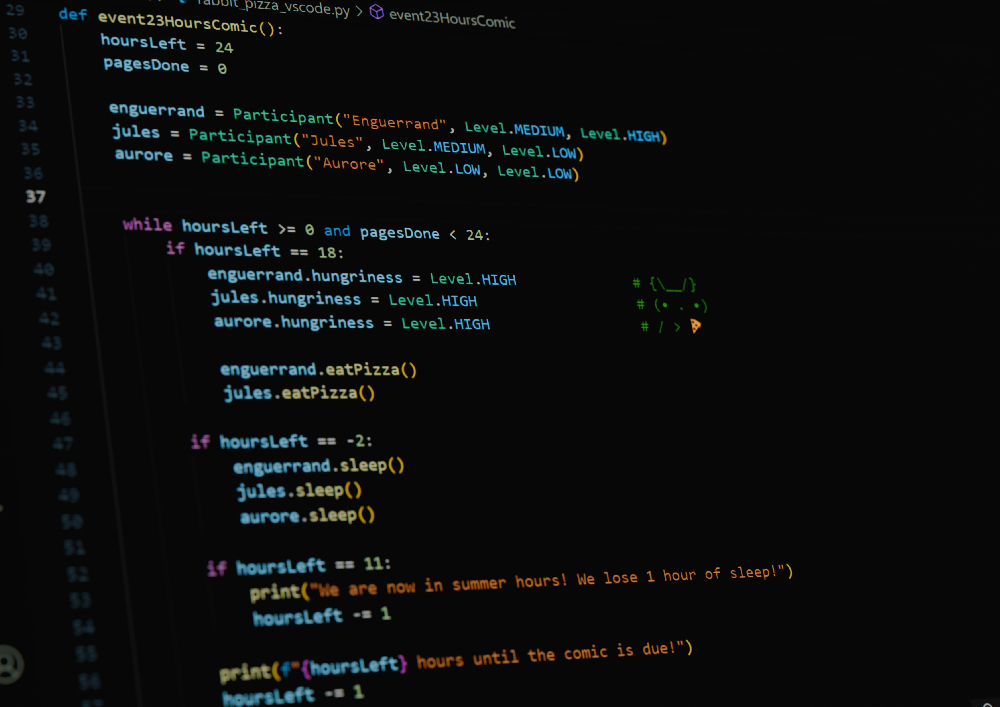 rabbit_pizza_vscode.py > event23HoursComic
29 def event23HoursComic():
30 hoursLeft = 24
31 pagesDone = 0
32
33 enguerrand = Participant("Enguerrand", Level.MEDIUM, Level.HIGH)
34 jules = Participant("Jules", Level.MEDIUM, Level.LOW)
35 aurore = Participant("Aurore", Level.LOW, Level.LOW)
36
37
38 while hoursLeft >= 0 and pagesDone < 24:
39 if hoursLeft == 18:
40 enguerrand.hungriness = Level.HIGH # {\__/}
41 jules.hungriness = Level.HIGH # (• . •)
42 aurore.hungriness = Level.HIGH # / > 🍕
43
44 enguerrand.eatPizza()
45 jules.eatPizza()
46
47 if hoursLeft == -2:
48 enguerrand.sleep()
49 jules.sleep()
50 aurore.sleep()
51
52 if hoursLeft == 11:
53 print("We are now in summer hours! We lose 1 hour of sleep!")
54 hoursLeft -= 1
55
56 print(f"{hoursLeft} hours until the comic is due!")
57 hoursLeft -= 1